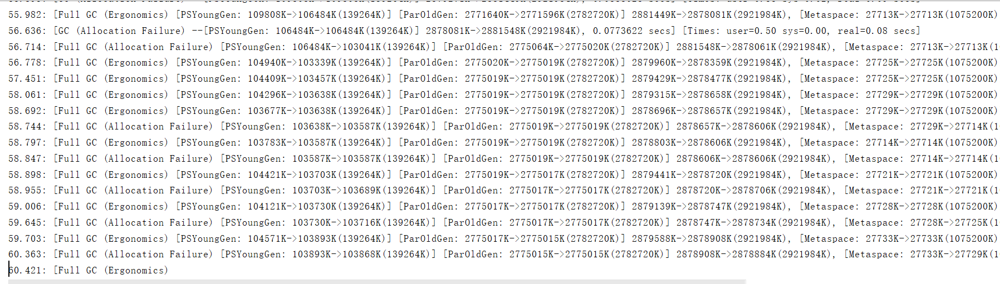 55.982: [Full GC (Ergonomics) [PSYoungGen: 109808K->106484K(139264K)] [ParOldGen: 2771640K->2771596K(2782720K)] 2881449K->2878081K(2921984K), [Metaspace: 27713K->27713K(1075200K)
56.636: [GC (Allocation Failure) --[PSYoungGen: 106484K->106484K(139264K)] 2878081K->2881548K(2921984K), 0.0773622 secs] [Times: user=0.50 sys=0.00, real=0.08 secs]
56.714: [Full GC (Allocation Failure) [PSYoungGen: 106484K->103041K(139264K)] [ParOldGen: 2775064K->2775020K(2782720K)] 2881548K->2878061K(2921984K), [Metaspace: 27713K->27713K(1
56.778: [Full GC (Ergonomics) [PSYoungGen: 104940K->103339K(139264K)] [ParOldGen: 2775020K->2775019K(2782720K)] 2879960K->2878359K(2921984K), [Metaspace: 27725K->27725K(1075200K)
57.451: [Full GC (Ergonomics) [PSYoungGen: 104409K->103457K(139264K)] [ParOldGen: 2775019K->2775019K(2782720K)] 2879429K->2878477K(2921984K), [Metaspace: 27725K->27725K(1075200K)
58.061: [Full GC (Ergonomics) [PSYoungGen: 104296K->103638K(139264K)] [ParOldGen: 2775019K->2775019K(2782720K)] 2879315K->2878658K(2921984K), [Metaspace: 27729K->27729K(1075200K)
58.692: [Full GC (Ergonomics) [PSYoungGen: 103677K->103638K(139264K)] [ParOldGen: 2775019K->2775019K(2782720K)] 2878696K->2878657K(2921984K), [Metaspace: 27729K->27729K(1075200K)
58.744: [Full GC (Allocation Failure) [PSYoungGen: 103638K->103587K(139264K)] [ParOldGen: 2775019K->2775019K(2782720K)] 2878657K->2878606K(2921984K), [Metaspace: 27729K->27714K(1
58.797: [Full GC (Ergonomics) [PSYoungGen: 103783K->103587K(139264K)] [ParOldGen: 2775019K->2775019K(2782720K)] 2878803K->2878606K(2921984K), [Metaspace: 27714K->27714K(1075200K)
58.847: [Full GC (Allocation Failure) [PSYoungGen: 103587K->103587K(139264K)] [ParOldGen: 2775019K->2775019K(2782720K)] 2878606K->2878606K(2921984K), [Metaspace: 27714K->27714K(1
58.898: [Full GC (Ergonomics) [PSYoungGen: 104421K->103703K(139264K)] [ParOldGen: 2775019K->2775017K(2782720K)] 2879441K->2878720K(2921984K), [Metaspace: 27721K->27721K(1075200K)
58.955: [Full GC (Allocation Failure) [PSYoungGen: 103703K->103689K(139264K)] [ParOldGen: 2775017K->2775017K(2782720K)] 2878720K->2878706K(2921984K), [Metaspace: 27721K->27721K(1
59.006: [Full GC (Ergonomics) [PSYoungGen: 104121K->103730K(139264K)] [ParOldGen: 2775017K->2775017K(2782720K)] 2879139K->2878747K(2921984K), [Metaspace: 27728K->27728K(1075200K)
59.645: [Full GC (Allocation Failure) [PSYoungGen: 103730K->103716K(139264K)] [ParOldGen: 2775017K->2775017K(2782720K)] 2878747K->2878734K(2921984K), [Metaspace: 27728K->27725K(1
59.703: [Full GC (Ergonomics) [PSYoungGen: 104571K->103893K(139264K)] [ParOldGen: 2775017K->2775015K(2782720K)] 2879588K->2878908K(2921984K), [Metaspace: 27733K->27733K(1075200K)
60.363: [Full GC (Allocation Failure) [PSYoungGen: 103893K->103868K(139264K)] [ParOldGen: 2775015K->2775015K(2782720K)] 2878908K->2878884K(2921984K), [Metaspace: 27733K->27729K(1
60.421: [Full GC (Ergonomics)